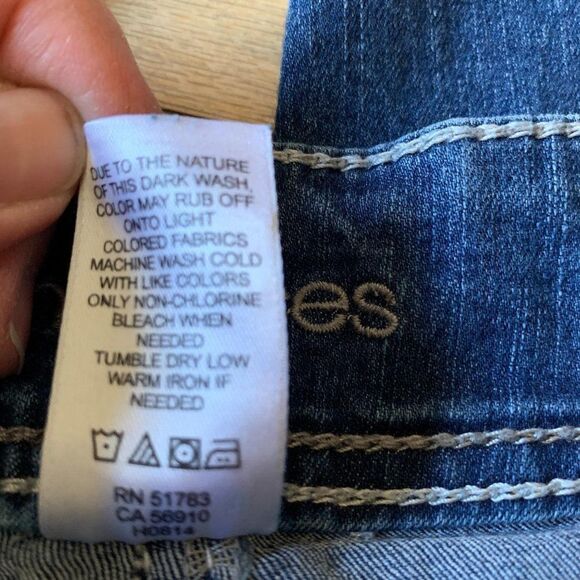 DUE TO THE NATURE
OF THIS DARK WASH,
COLOR MAY RUB OFF
ONTO LIGHT
COLORED FABRICS
MACHINE WASH COLD
WITH LIKE COLORS
ONLY NON-CHLORINE
BLEACH WHEN
NEEDED
TUMBLE DRY LOW
WARM IRON IF
NEEDED
RN 51783
CA 56910
H0814
es